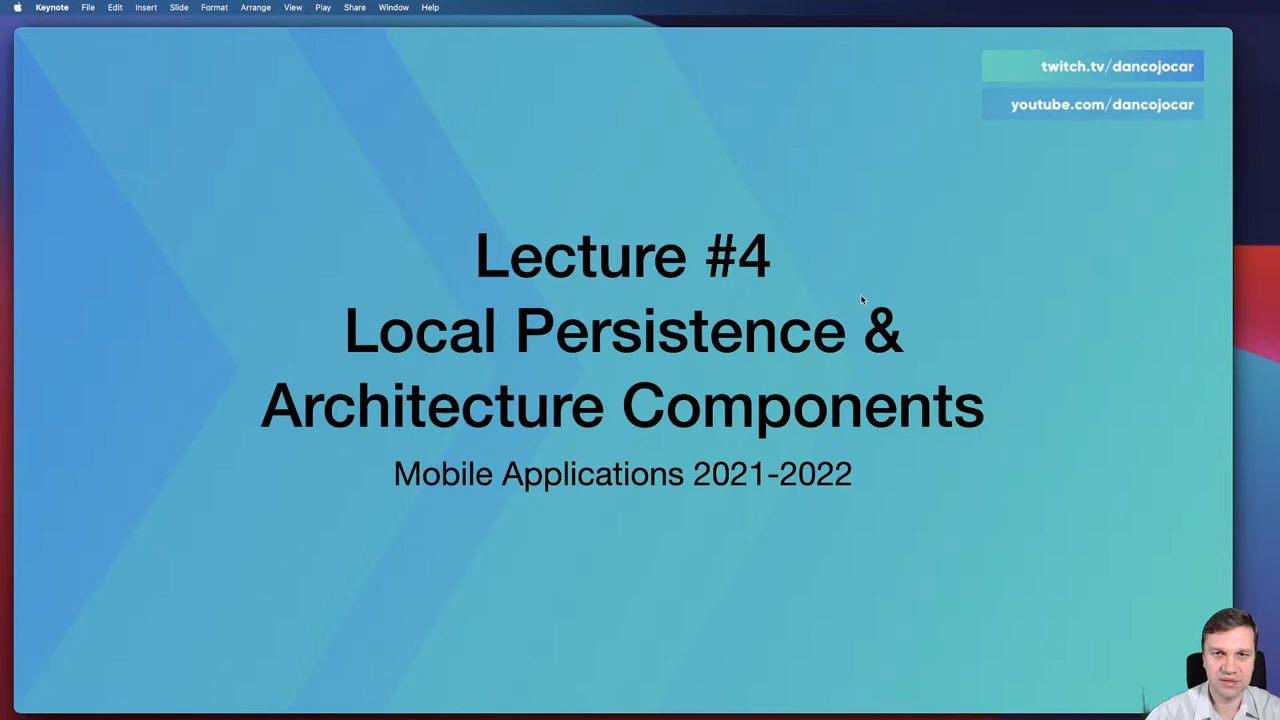 Keynote File Edit Insert Slide Format Arrange View Play Share Window Help
twitch.tv/dancojocar
youtube.com/dancojocar
Lecture #4
Local Persistence &
Architecture Components
Mobile Applications 2021-2022